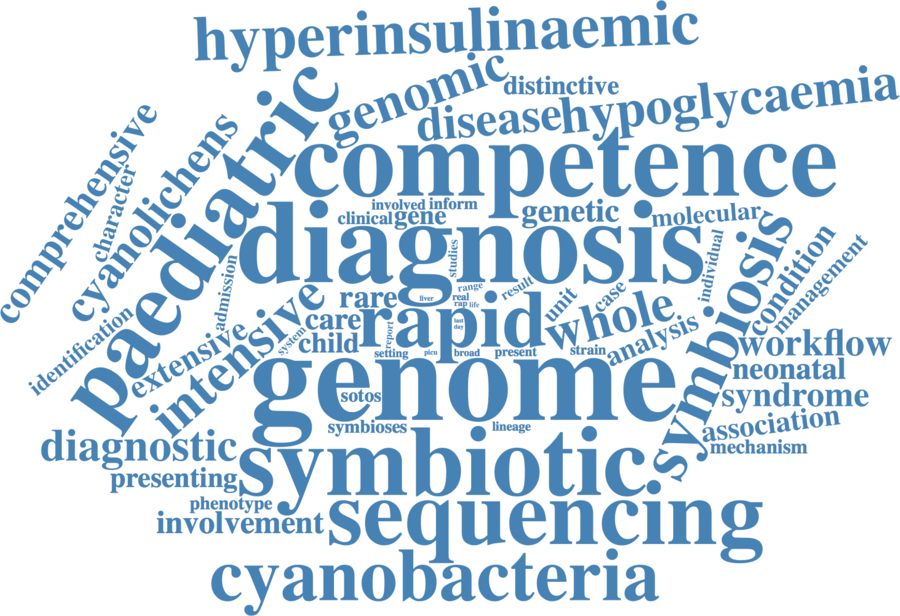 hyperinsulinaemic
genomic
distinctive
disease
hypoglycaemia
comprehensive
character
cyanolichens
paediatric
competence
involved
inform
clinical
gene
genetic
molecular
diagnosis
studies
individual
symbiosis
condition
management
admission
intensive
rare
liver
range
real
rap
life
result
unit
case
care
rapid
last
day
whole
identification
extensive
system
child
report
setting
picu
broad
present
strain
analysis
workflow
neonatal
genome
sotos
syndrome
symbioses
lineage
association
mechanism
diagnostic
symbiotic
presenting
phenotype
involvement
sequencing
cyanobacteria